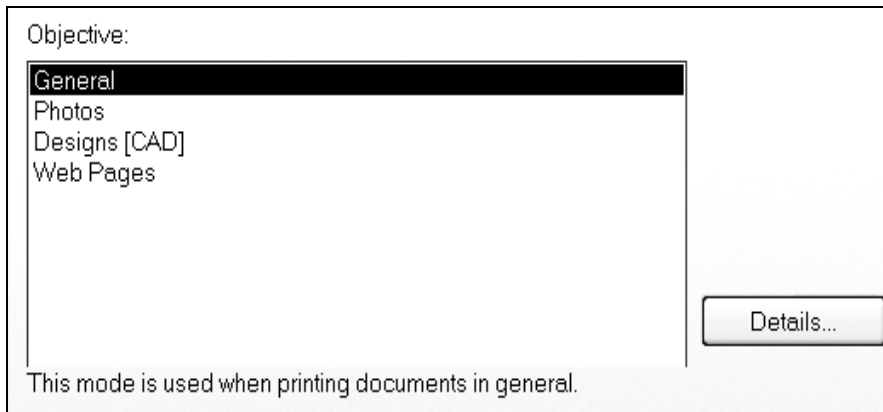 Objective:
General
Photos
Designs [CAD]
Web Pages
Details...
This mode is used when printing documents in general.